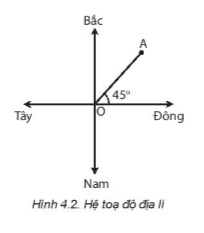 Bắc
A
45°
Tây
O
Đông
Nam
Hình 4.2. Hệ toạ độ địa lí